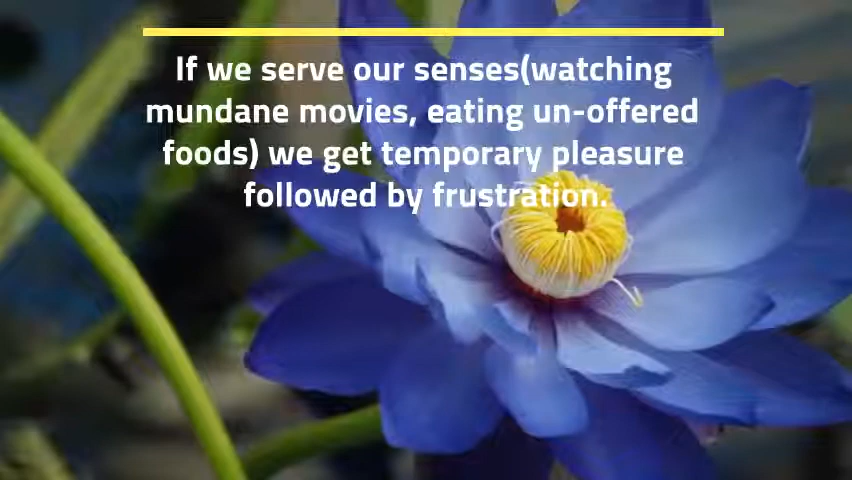 If we serve our senses(watching
mundane movies, eating un-offered
foods) we get temporary pleasure
followed by frustration.